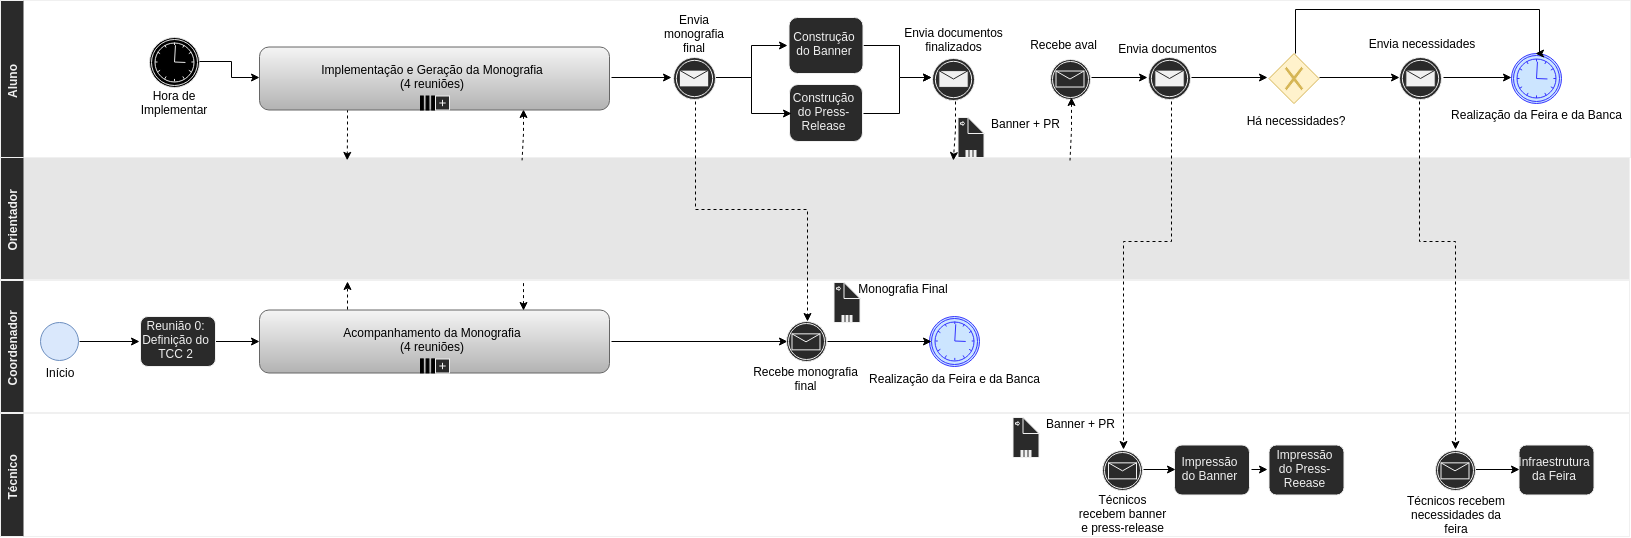 Aluno
Hora de
Implementar
Implementação e Geração da Monografia
(4 reuniões)
Envia
monografia
final
Construção
do Banner
Construção
do Press-
Release
Envia documentos
finalizados
Banner + PR
Recebe aval
Envia documentos
Há necessidades?
Envia necessidades
Realização da Feira e da Banca
Orientador
Coordenador
Início
Reunião 0:
Definição do
TCC 2
Acompanhamento da Monografia
(4 reuniões)
Monografia Final
Recebe monografia
final
Realização da Feira e da Banca
Técnico
Banner + PR
Técnicos
recebem banner
e press-release
Impressão
do Banner
Impressão
do Press-
Reease
Técnicos recebem
necessidades da
feira
Infraestrutura
da Feira